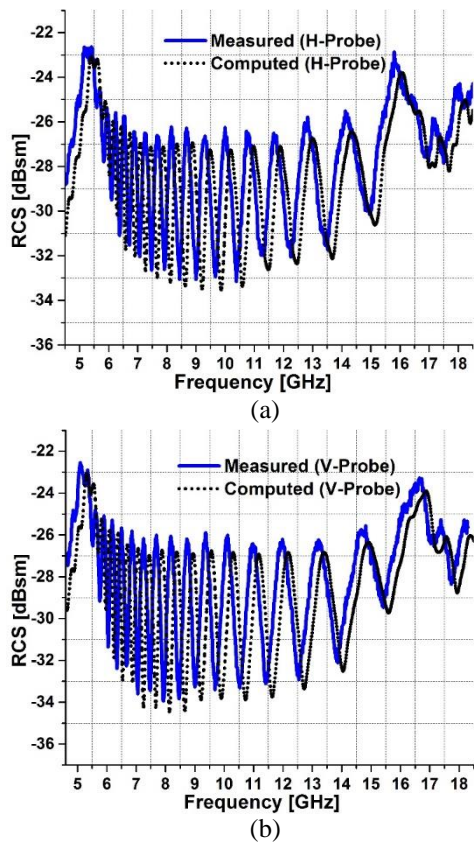 -22
-24
-26
-28
-30
-32
-34
-36
RCS [dBsm]
Measured (H-Probe)
Computed (H-Probe)
5 6 7 8 9 10 11 12 13 14 15 16 17 18
Frequency [GHz]
(a)
-22
-24
-26
-28
-30
-32
-34
-36
RCS [dBsm]
Measured (V-Probe)
Computed (V-Probe)
5 6 7 8 9 10 11 12 13 14 15 16 17 18
Frequency [GHz]
(b)